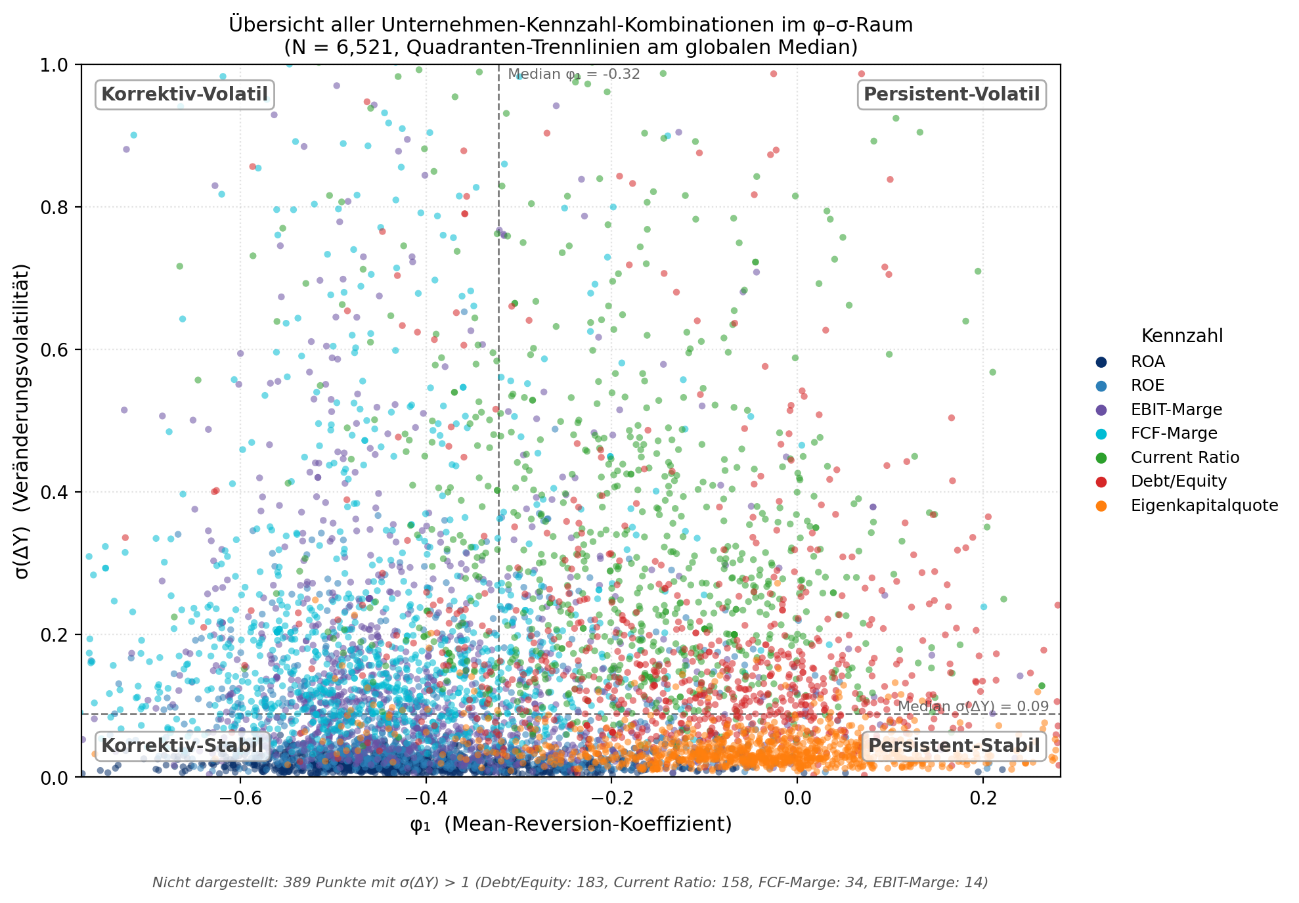 Übersicht aller Unternehmen-Kennzahl-Kombinationen im φ–σ-Raum
(N = 6,521, Quadranten-Trennlinien am globalen Median)
Median φ₁ = -0.32
Korrektiv-Volatil
Persistent-Volatil
1.0
0.8
0.6
0.4
0.2
0.0
σ(ΔY)  (Veränderungsvolatilität)
Median σ(ΔY) = 0.09
Korrektiv-Stabil
Persistent-Stabil
−0.6
−0.4
−0.2
0.0
0.2
φ₁  (Mean-Reversion-Koeffizient)
Kennzahl
ROA
ROE
EBIT-Marge
FCF-Marge
Current Ratio
Debt/Equity
Eigenkapitalquote
Nicht dargestellt: 389 Punkte mit σ(ΔY) > 1 (Debt/Equity: 183, Current Ratio: 158, FCF-Marge: 34, EBIT-Marge: 14)